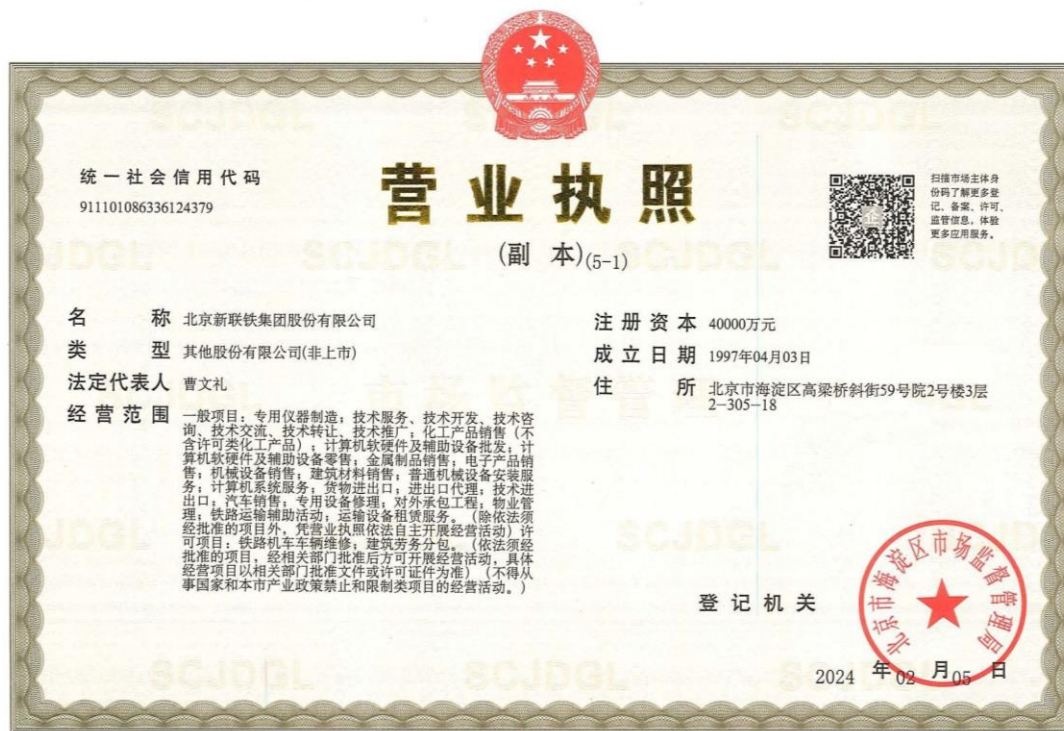 统一社会信用代码
911101086336124379
营业执照
(副 本)(5-1)
扫描市场主体身
份码了解更多登
记、备案、许可、
监管信息，体验
更多应用服务。
名 称 北京新联铁集团股份有限公司
类 型 其他股份有限公司(非上市)
法定代表人 曹文礼
经营范围 一般项目：专用仪器制造；技术服务、技术开发、技术咨
询、技术交流、技术转让、技术推广；化工产品销售（不
含许可类化工产品）；计算机软硬件及辅助设备批发；计
算机软硬件及辅助设备零售；金属制品销售；电子产品销
售；机械设备销售；建筑材料销售；普通机械设备安装服
务；计算机系统服务；货物进出口；进出口代理；技术进
出口；汽车销售；专用设备修理；对外承包工程；物业管
理；铁路运输辅助活动；运输设备租赁服务。（除依法须
经批准的项目外，凭营业执照依法自主开展经营活动）许
可项目：铁路机车车辆维修；建筑劳务分包。（依法须经
批准的项目，经相关部门批准后方可开展经营活动，具体
经营项目以相关部门批准文件或许可证件为准）（不得从
事国家和本市产业政策禁止和限制类项目的经营活动。）
注册资本 40000万元
成立日期 1997年04月03日
住 所 北京市海淀区高梁桥斜街59号院2号楼3层
2-305-18
登记机关
北京市海淀区市场监督管理局
2024 年 02 月 05 日
SCJDGL
市场监督管理